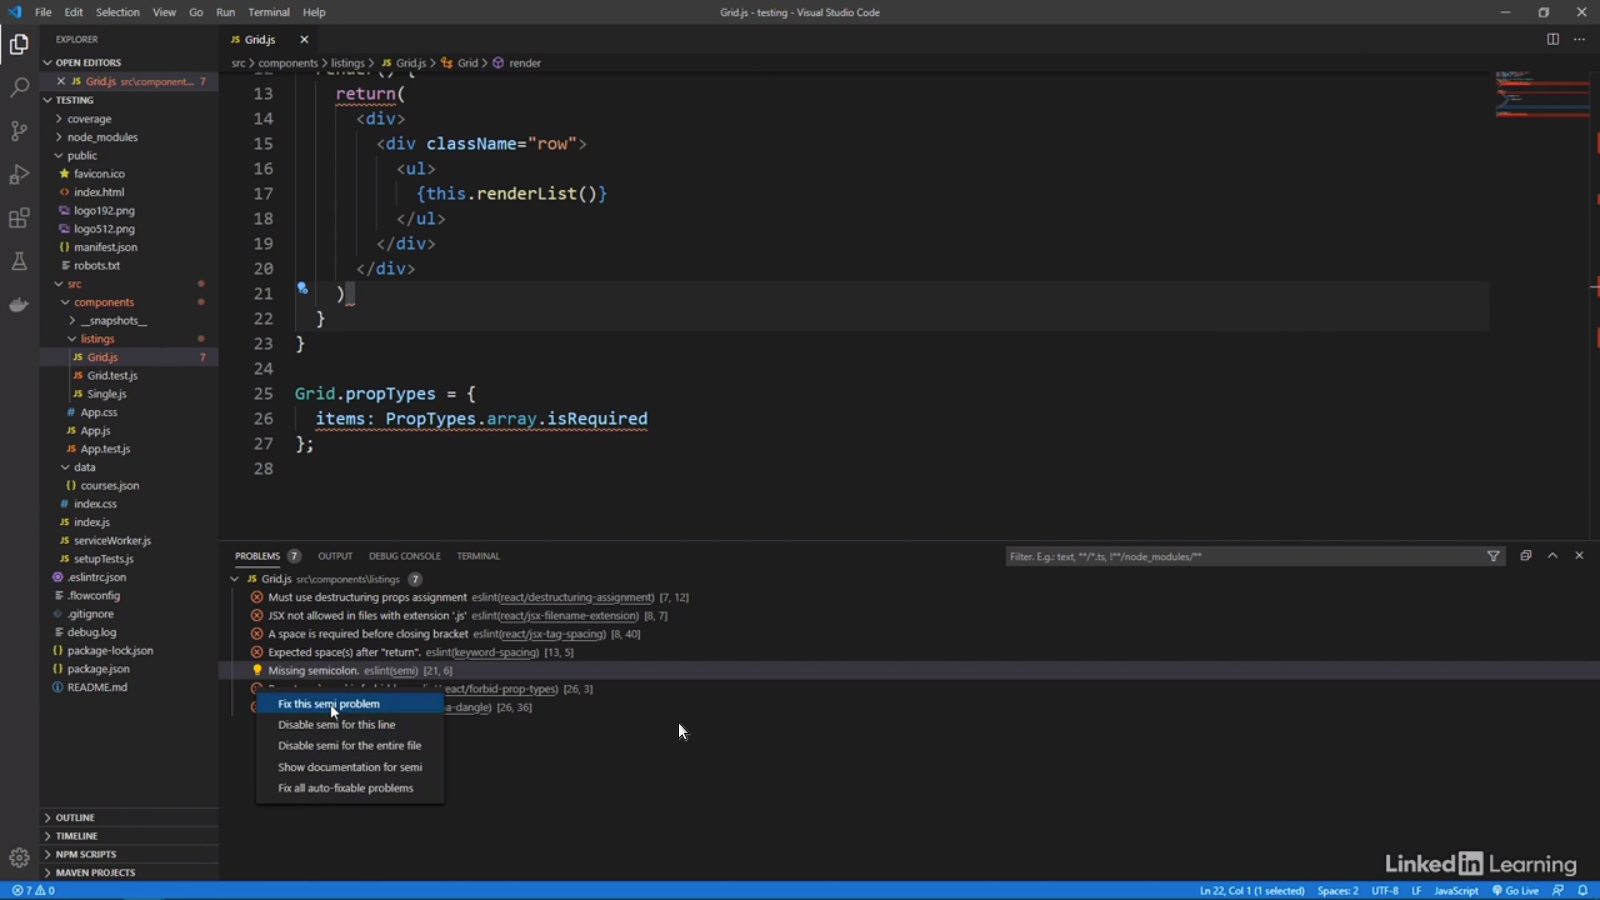 File Edit Selection View Go Run Terminal Help
Grid.js - testing - Visual Studio Code
EXPLORER
OPEN EDITORS
Grid.js src\component... 7
TESTING
coverage
node_modules
public
favicon.ico
index.html
logo192.png
logo512.png
manifest.json
robots.txt
src
components
__snapshots__
listings
Grid.js 7
Grid.test.js
Single.js
App.css
App.js
App.test.js
data
courses.json
index.css
index.js
serviceWorker.js
setupTests.js
.eslintrc.json
.flowconfig
.gitignore
debug.log
package-lock.json
package.json
README.md
OUTLINE
TIMELINE
NPM SCRIPTS
MAVEN PROJECTS
JS Grid.js
src > components > listings > JS Grid.js > Grid > render
13 return(
14 <div>
15 <div className="row">
16 <ul>
17 {this.renderList()}
18 </ul>
19 </div>
20 </div>
21 )
22 }
23 }
24
25 Grid.propTypes = {
26 items: PropTypes.array.isRequired
27 };
28
PROBLEMS 7 OUTPUT DEBUG CONSOLE TERMINAL
Filter. E.g.: text, **/*.ts, !**/node_modules/**
JS Grid.js src\components\listings 7
Must use destructuring props assignment eslint(react/destructuring-assignment) [7, 12]
JSX not allowed in files with extension '.js' eslint(react/jsx-filename-extension) [8, 7]
A space is required before closing bracket eslint(react/jsx-tag-spacing) [8, 40]
Expected space(s) after "return". eslint(keyword-spacing) [13, 5]
Missing semicolon. eslint(semi) [21, 6]
react/forbid-prop-types) [26, 3]
a-dangle) [26, 36]
Fix this semi problem
Disable semi for this line
Disable semi for the entire file
Show documentation for semi
Fix all auto-fixable problems
LinkedIn Learning
7 0
Ln 22, Col 1 (1 selected) Spaces: 2 UTF-8 LF JavaScript Go Live